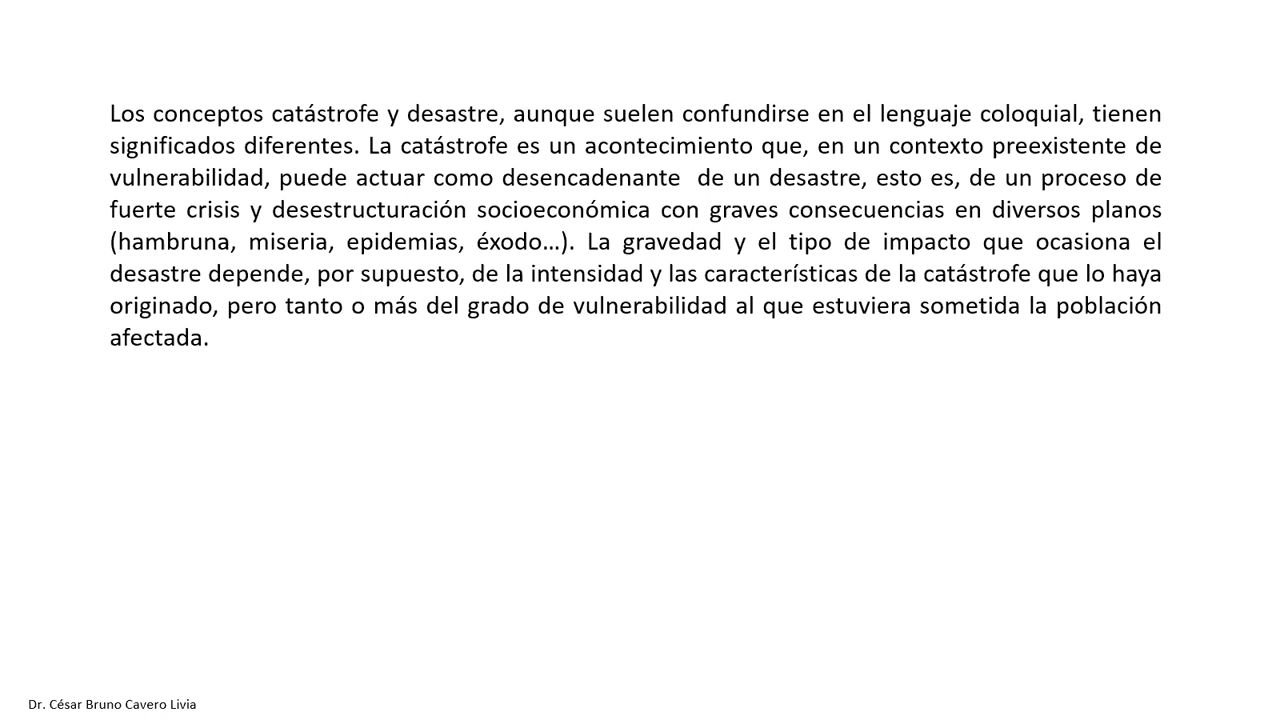 Los conceptos catástrofe y desastre, aunque suelen confundirse en el lenguaje coloquial, tienen
significados diferentes. La catástrofe es un acontecimiento que, en un contexto preexistente de
vulnerabilidad, puede actuar como desencadenante  de un desastre, esto es, de un proceso de
fuerte crisis y desestructuración socioeconómica con graves consecuencias en diversos planos
(hambruna, miseria, epidemias, éxodo…). La gravedad y el tipo de impacto que ocasiona el
desastre depende, por supuesto, de la intensidad y las características de la catástrofe que lo haya
originado, pero tanto o más del grado de vulnerabilidad al que estuviera sometida la población
afectada.
Dr. César Bruno Cavero Livia